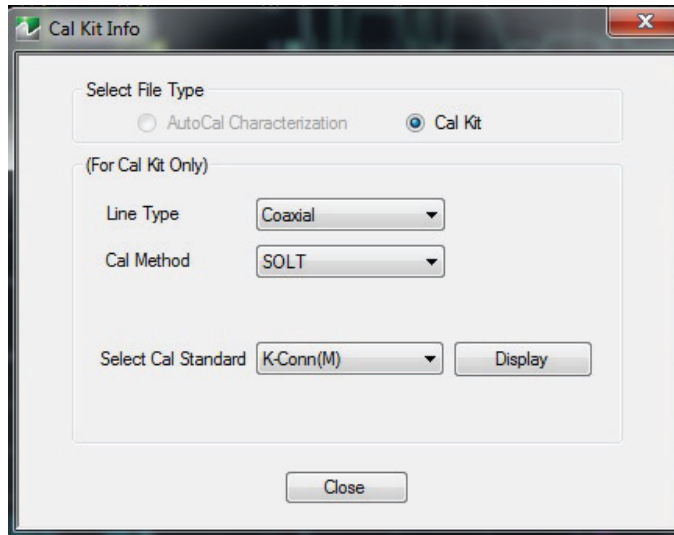 Cal Kit Info
Select File Type
AutoCal Characterization Cal Kit
(For Cal Kit Only)
Line Type Coaxial
Cal Method SOLT
Select Cal Standard K-Conn(M) Display
Close